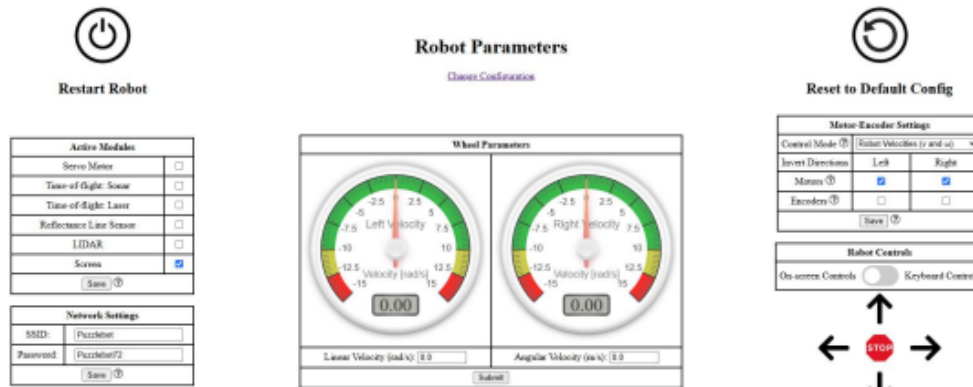 Restart Robot
Robot Parameters
Change Configuration
Reset to Default Config
Active Modules
Servo Motor
Time-of-flight: Sonar
Time-of-flight: Laser
Reflectance Line Sensor
LIDAR
Screen
Save ?
Network Settings
SSID: Puzzlebot
Password: Puzzlebot72
Save ?
Wheel Parameters
-15 -12.5 -10 -7.5 -5 -2.5 0 2.5 5 7.5 10 12.5 15
Left Velocity
Velocity [rad/s]
0.00
-15 -12.5 -10 -7.5 -5 -2.5 0 2.5 5 7.5 10 12.5 15
Right Velocity
Velocity [rad/s]
0.00
Linear Velocity (rad/s): 0.0
Angular Velocity (m/s): 0.0
Submit
Motor-Encoder Settings
Control Mode ? Robot Velocities (v and ω)
Invert Directions Left Right
Motors ?
Encoders ?
Save ?
Robot Controls
On-screen Controls Keyboard Control
STOP